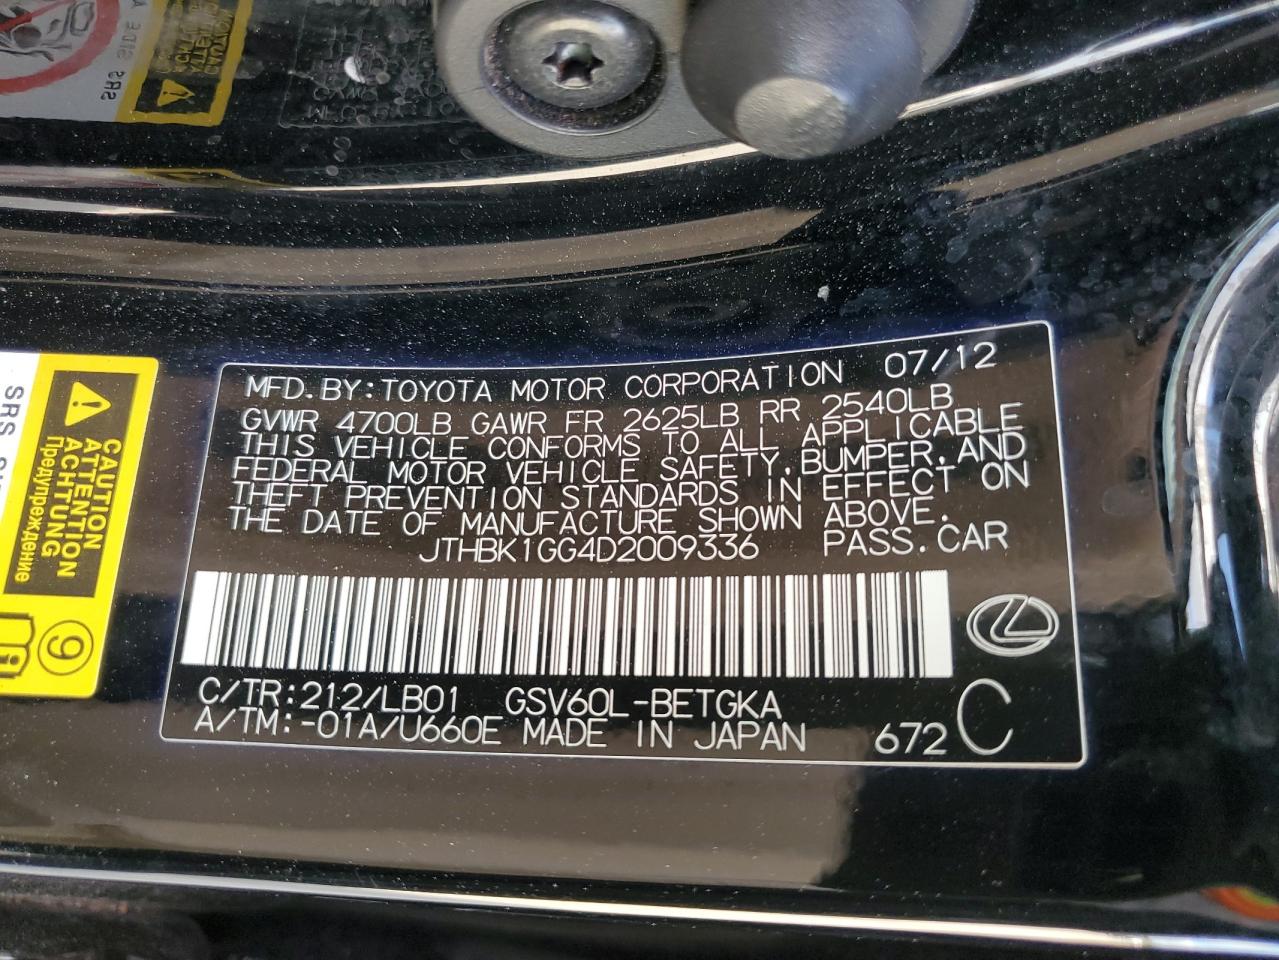 SRS
CAUTION
ATTENTION
ACHTUNG
Предупреждение
9
SRS
MFD.BY:TOYOTA MOTOR CORPORATION 07/12
GVWR 4700LB GAWR FR 2625LB RR 2540LB
THIS VEHICLE CONFORMS TO ALL APPLICABLE
FEDERAL MOTOR VEHICLE SAFETY,BUMPER,AND
THEFT PREVENTION STANDARDS IN EFFECT ON
THE DATE OF MANUFACTURE SHOWN ABOVE.
JTHBK1GG4D2009336 PASS.CAR
C/TR:212/LB01 GSV60L-BETGKA
A/TM:-01A/U660E MADE IN JAPAN 672 C